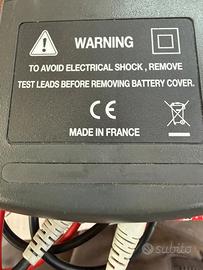 WARNING
TO AVOID ELECTRICAL SHOCK , REMOVE
TEST LEADS BEFORE REMOVING BATTERY COVER.
CE
MADE IN FRANCE
subito